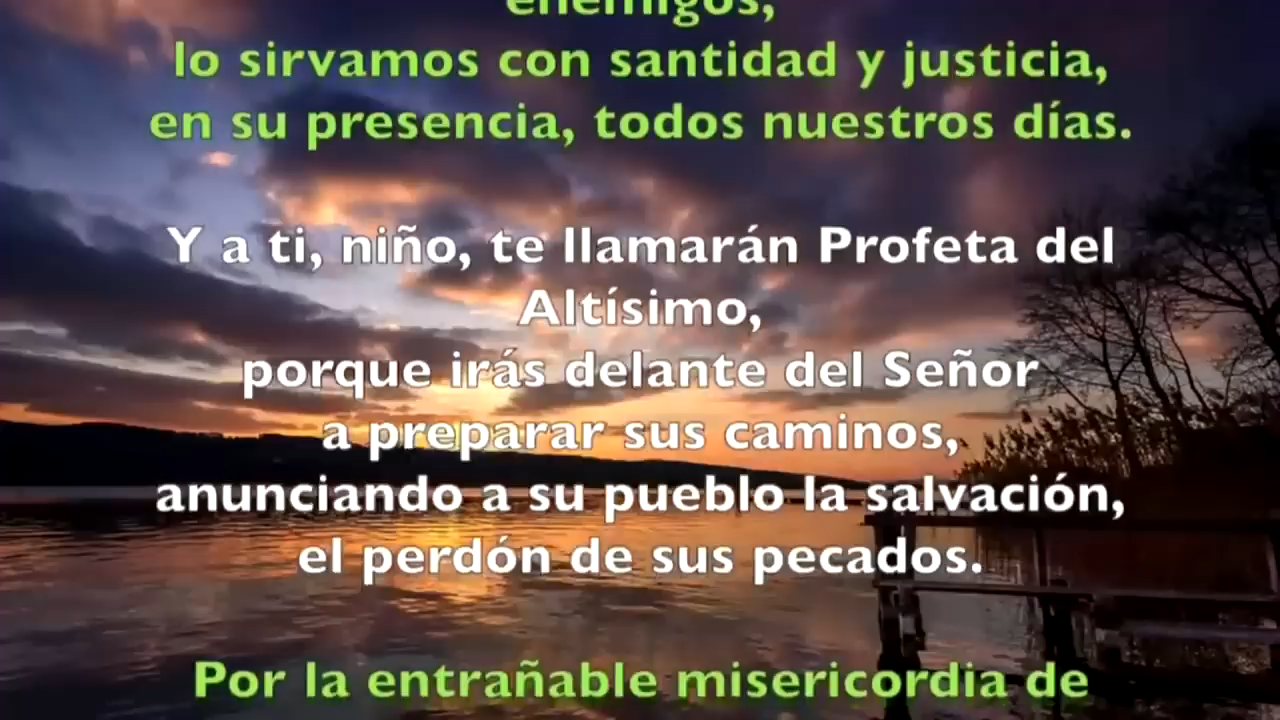 enemigos,
lo sirvamos con santidad y justicia,
en su presencia, todos nuestros días.
Y a ti, niño, te llamarán Profeta del
Altísimo,
porque irás delante del Señor
a preparar sus caminos,
anunciando a su pueblo la salvación,
el perdón de sus pecados.
Por la entrañable misericordia de